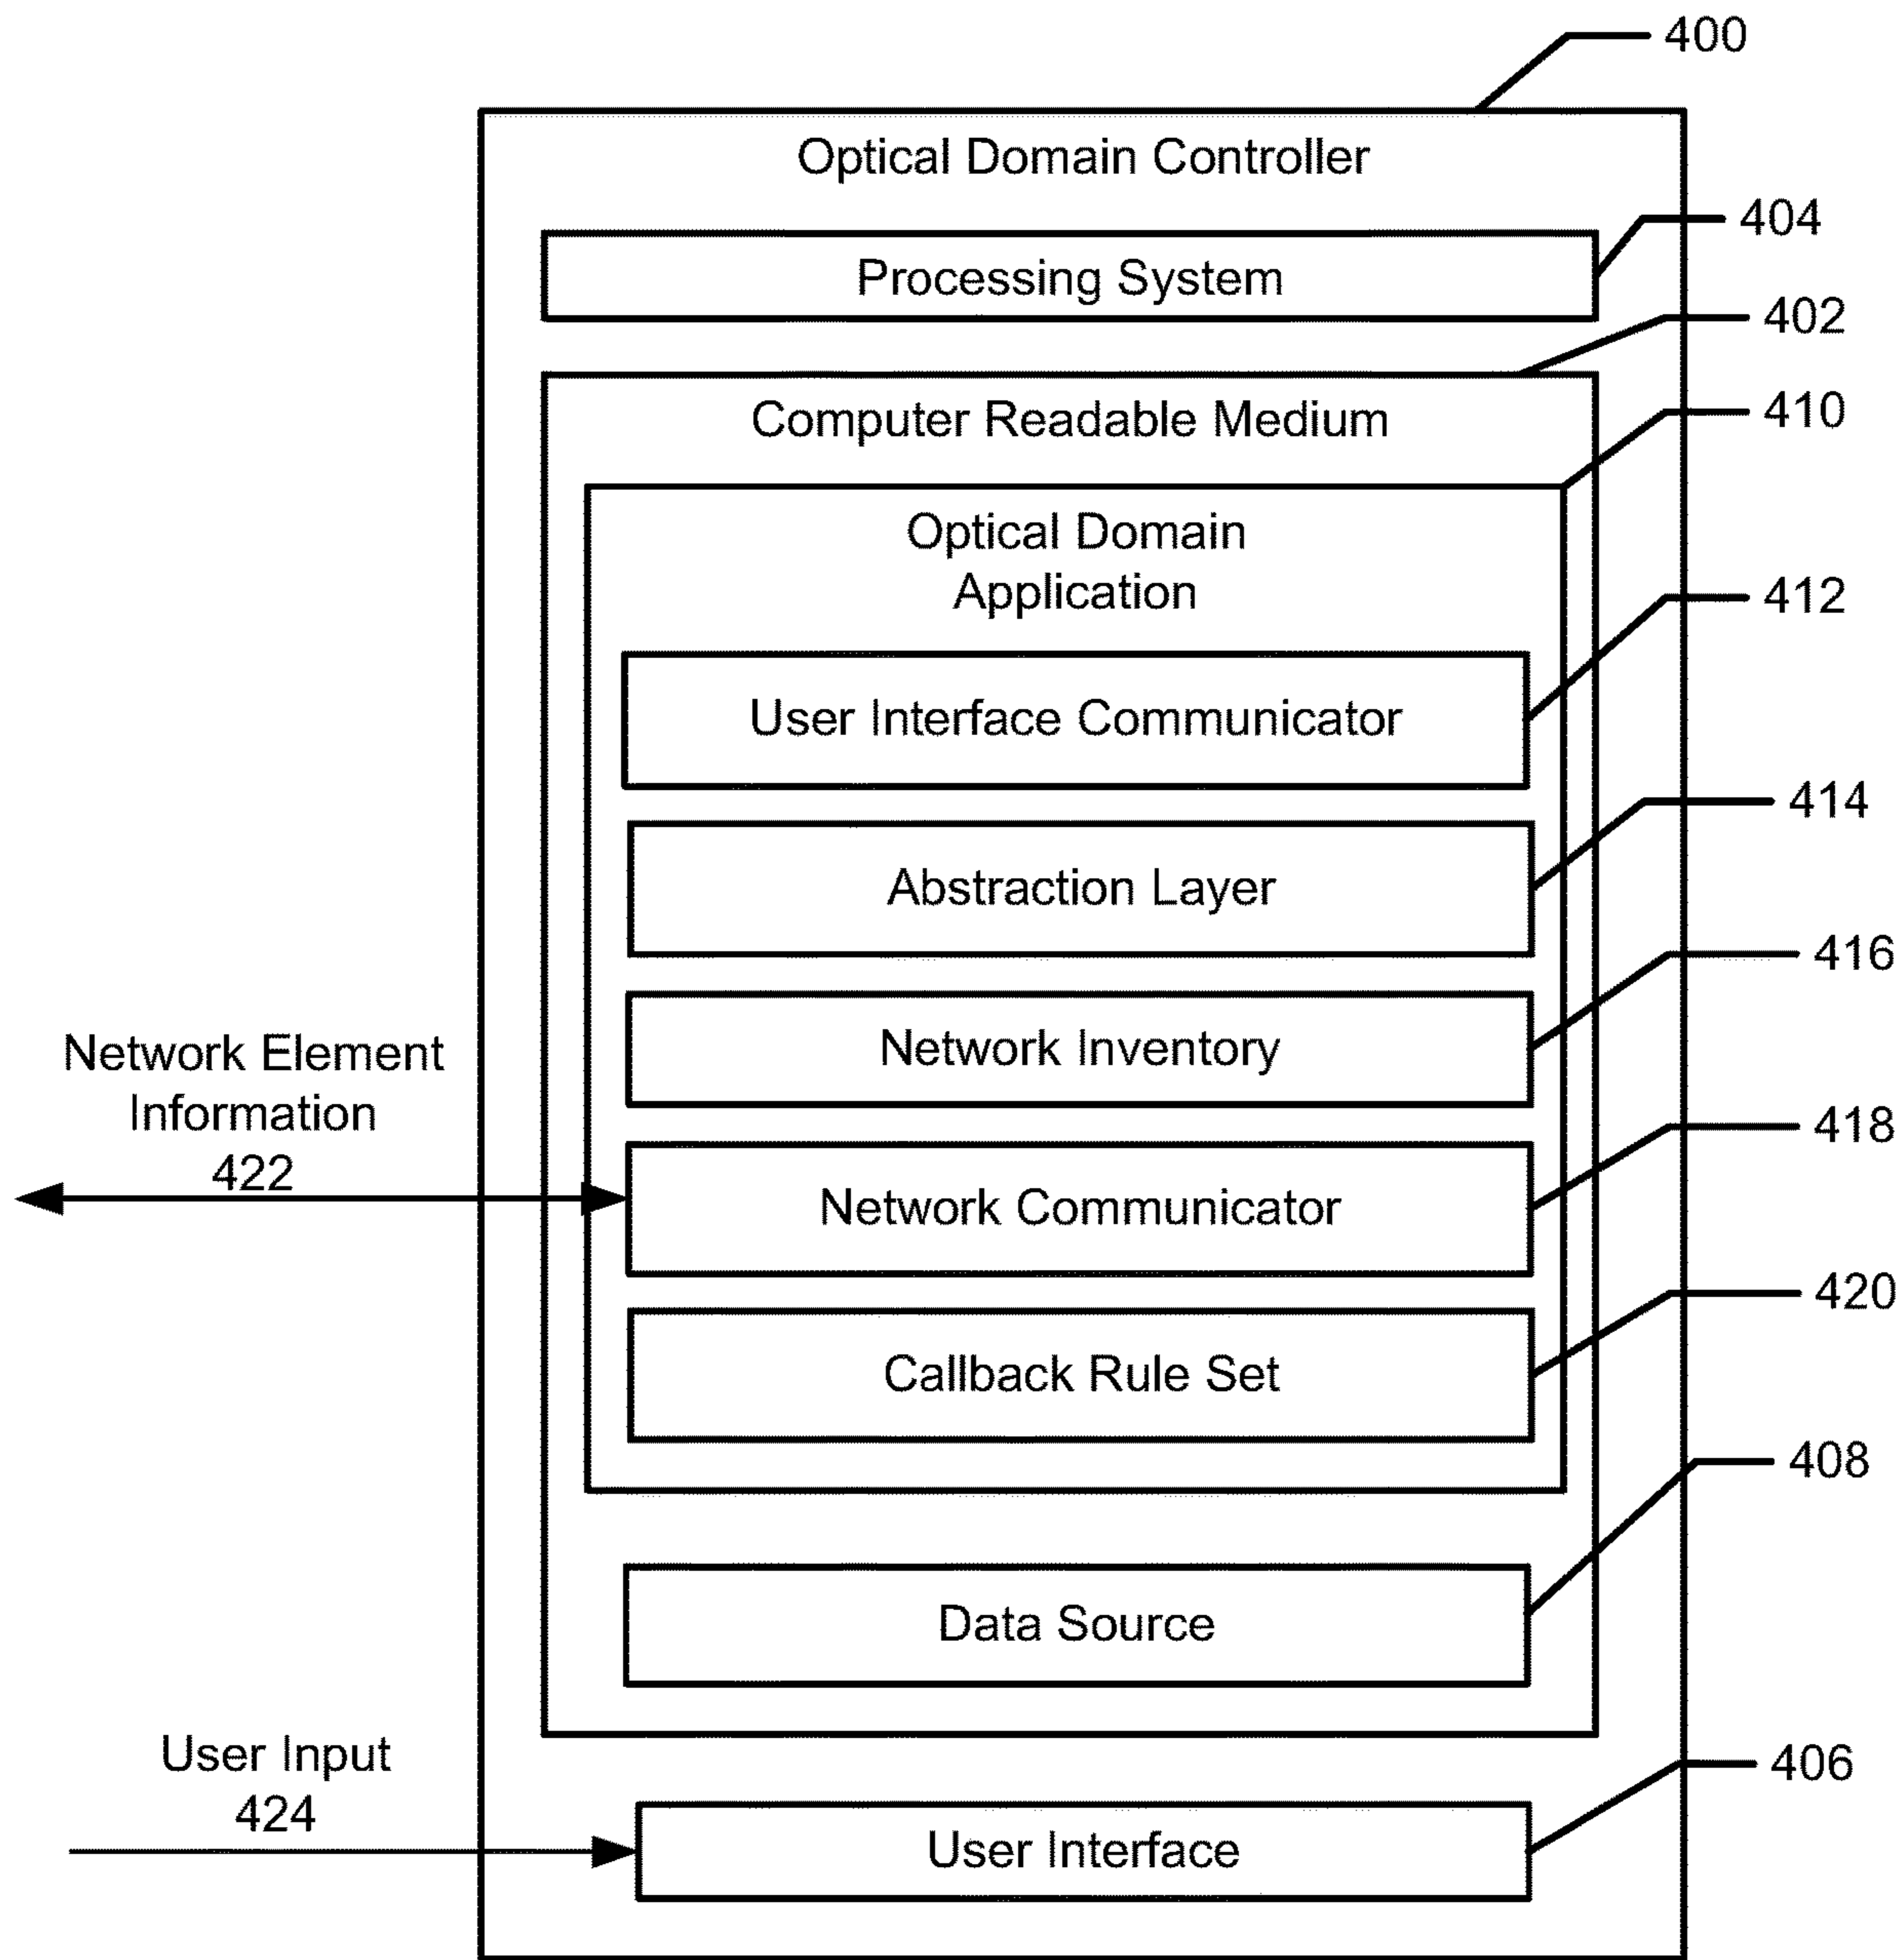 400
Optical Domain Controller
404
Processing System
402
Computer Readable Medium
410
Optical Domain
Application
412
User Interface Communicator
414
Abstraction Layer
416
Network Inventory
Network Element
Information
422
418
Network Communicator
420
Callback Rule Set
408
Data Source
User Input
424
406
User Interface